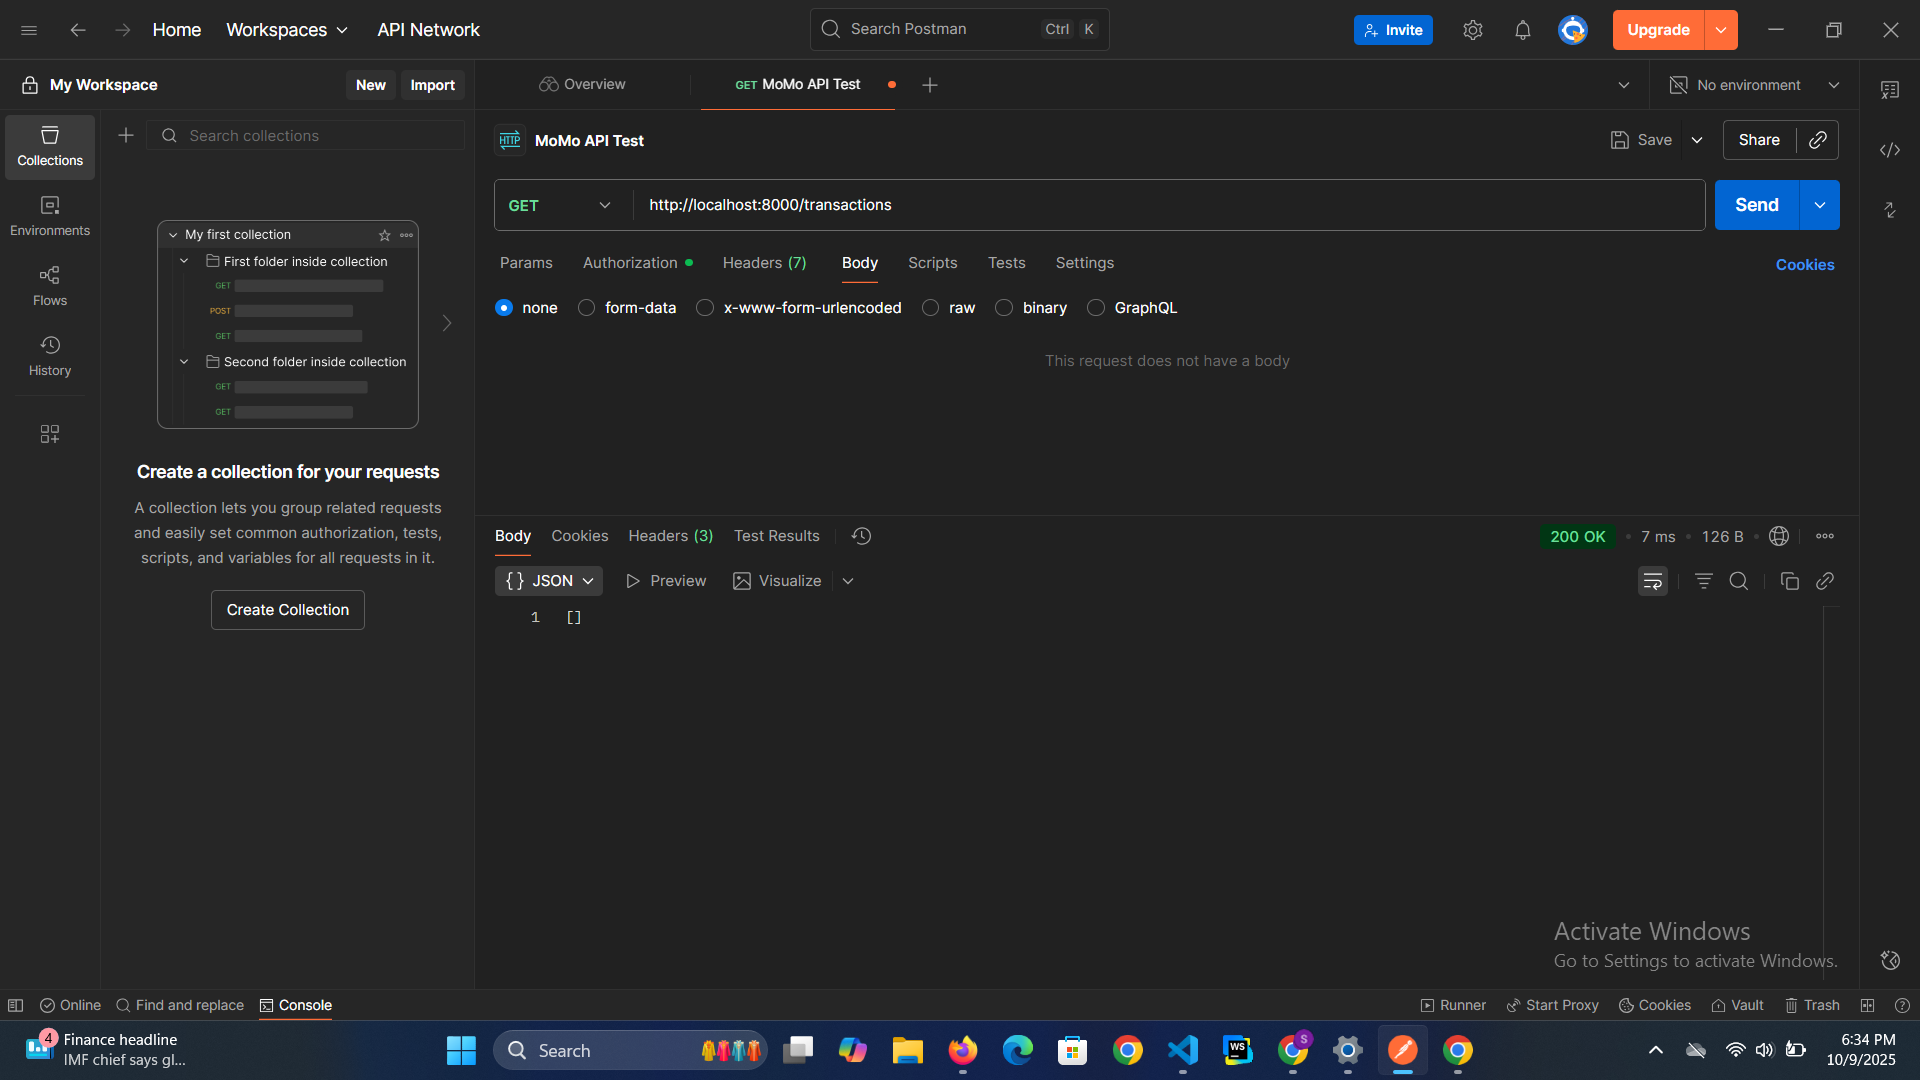 Home
Workspaces
API Network
Search Postman
Ctrl K
Invite
Upgrade
My Workspace
New
Import
Overview
GET MoMo API Test
No environment
Collections
Environments
Flows
History
Search collections
My first collection
First folder inside collection
GET
POST
GET
Second folder inside collection
GET
GET
Create a collection for your requests
A collection lets you group related requests
and easily set common authorization, tests,
scripts, and variables for all requests in it.
Create Collection
HTTP MoMo API Test
Save
Share
GET
http://localhost:8000/transactions
Send
Params Authorization Headers (7) Body Scripts Tests Settings
Cookies
none form-data x-www-form-urlencoded raw binary GraphQL
This request does not have a body
Body Cookies Headers (3) Test Results
200 OK • 7 ms • 126 B
{} JSON Preview Visualize
1 []
Activate Windows
Go to Settings to activate Windows.
Online Find and replace Console
Runner Start Proxy Cookies Vault Trash
4
Finance headline
IMF chief says gl...
Search
WS
S
6:34 PM
10/9/2025